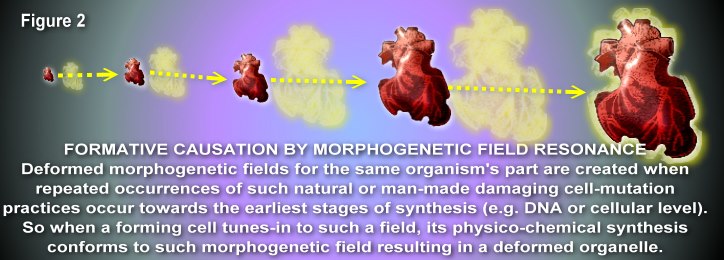 Figure 2
FORMATIVE CAUSATION BY MORPHOGENETIC FIELD RESONANCE
Deformed morphogenetic fields for the same organism's part are created when
repeated occurrences of such natural or man-made damaging cell-mutation
practices occur towards the earliest stages of synthesis (e.g. DNA or cellular level).
So when a forming cell tunes-in to such a field, its physico-chemical synthesis
conforms to such morphogenetic field resulting in a deformed organelle.